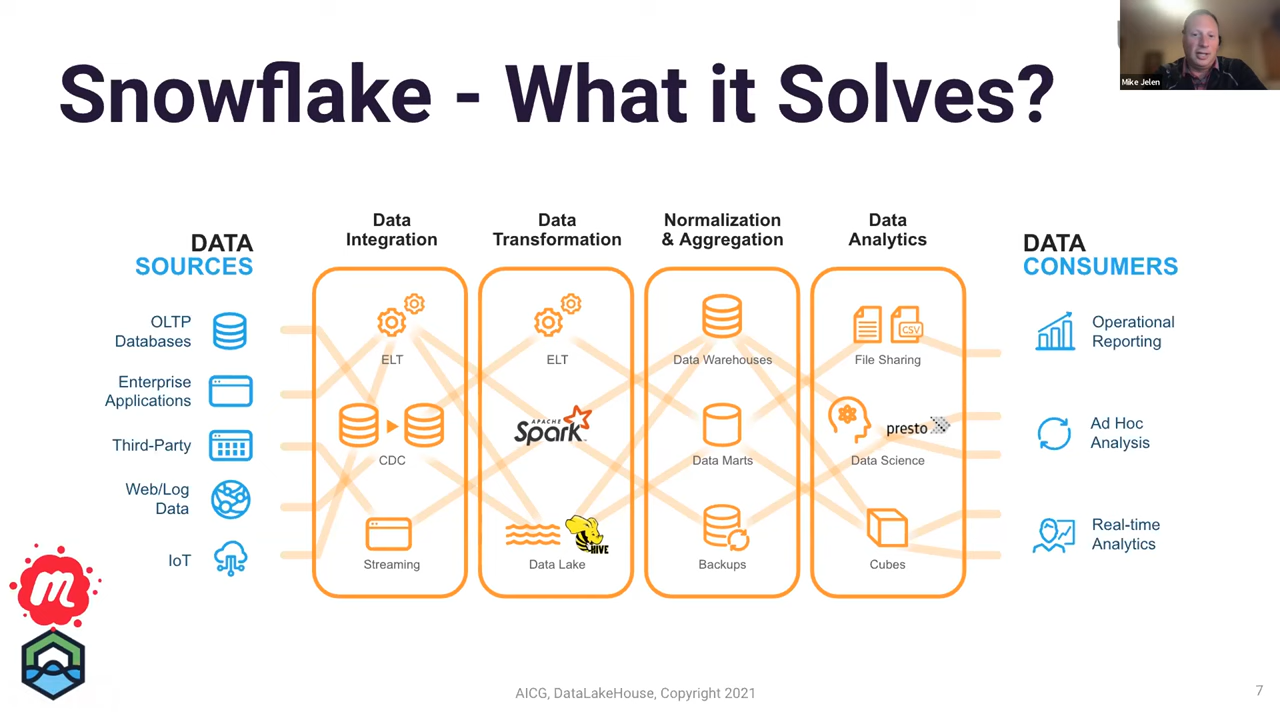 Snowflake - What it Solves?
Mike Jelen
DATA
SOURCES
OLTP
Databases
Enterprise
Applications
Third-Party
Web/Log
Data
IoT
Data
Integration
ELT
CDC
Streaming
Data
Transformation
ELT
APACHE
Spark
HIVE
Data Lake
Normalization
& Aggregation
Data Warehouses
Data Marts
Backups
Data
Analytics
CSV
File Sharing
presto
Data Science
Cubes
DATA
CONSUMERS
Operational
Reporting
Ad Hoc
Analysis
Real-time
Analytics
m
AICG, DataLakeHouse, Copyright 2021
7